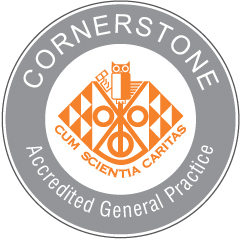 CORNERSTONE
CUM SCIENTIA CARITAS
Accredited General Practice